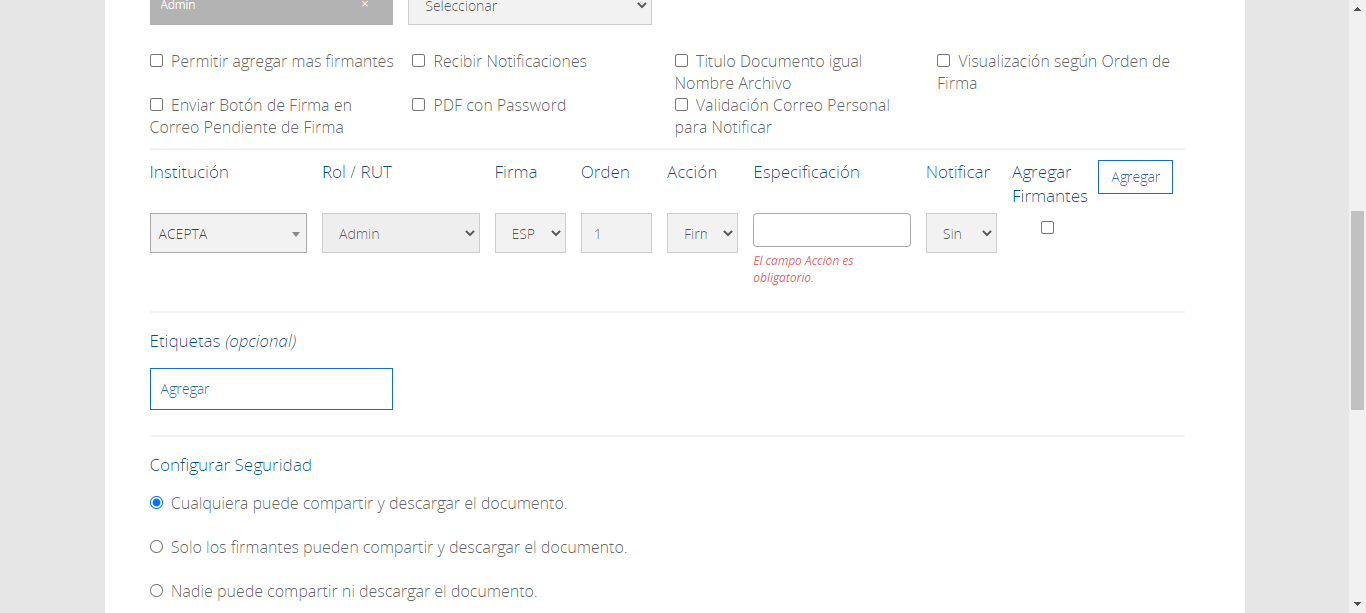 Admin ×
Seleccionar
Permitir agregar mas firmantes
Recibir Notificaciones
Titulo Documento igual
Nombre Archivo
Visualización según Orden de
Firma
Enviar Botón de Firma en
Correo Pendiente de Firma
PDF con Password
Validación Correo Personal
para Notificar
Institución
Rol / RUT
Firma
Orden
Acción
Especificación
Notificar
Agregar
Firmantes
Agregar
ACEPTA
Admin
ESP
1
Firm
Sin
El campo Acción es
obligatorio.
Etiquetas (opcional)
Agregar
Configurar Seguridad
Cualquiera puede compartir y descargar el documento.
Solo los firmantes pueden compartir y descargar el documento.
Nadie puede compartir ni descargar el documento.